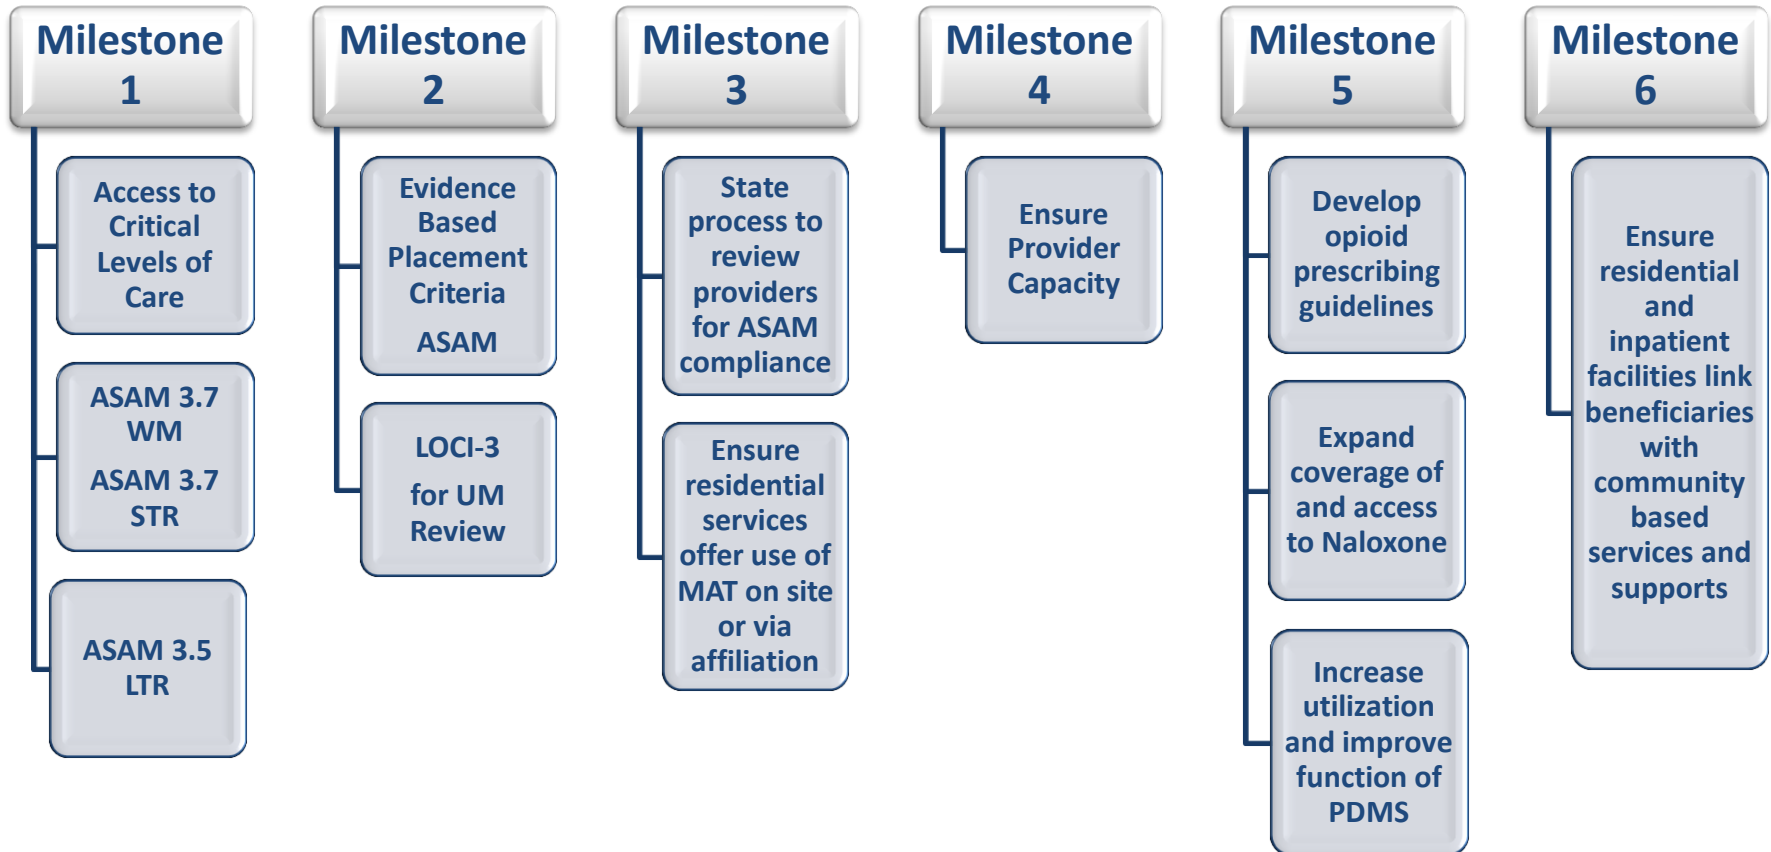 Milestone
1
Access to
Critical
Levels of
Care
ASAM 3.7
WM
ASAM 3.7
STR
ASAM 3.5
LTR
Milestone
2
Evidence
Based
Placement
Criteria
ASAM
LOCI-3
for UM
Review
Milestone
3
State
process to
review
providers
for ASAM
compliance
Ensure
residential
services
offer use of
MAT on site
or via
affiliation
Milestone
4
Ensure
Provider
Capacity
Milestone
5
Develop
opioid
prescribing
guidelines
Expand
coverage of
and access
to Naloxone
Increase
utilization
and improve
function of
PDMS
Milestone
6
Ensure
residential
and
inpatient
facilities link
beneficiaries
with
community
based
services and
supports